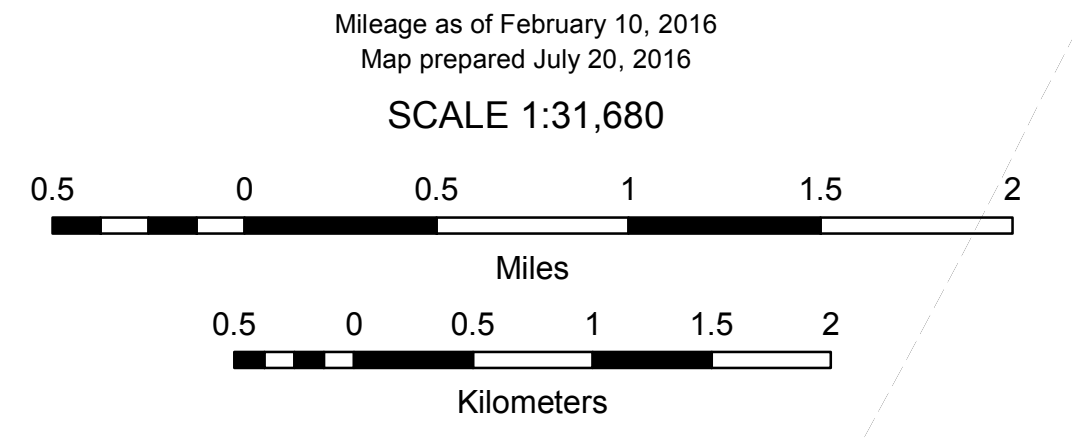 Mileage as of February 10, 2016
Map prepared July 20, 2016
SCALE 1:31,680
0.5 0 0.5 1 1.5 2
Miles
0.5 0 0.5 1 1.5 2
Kilometers